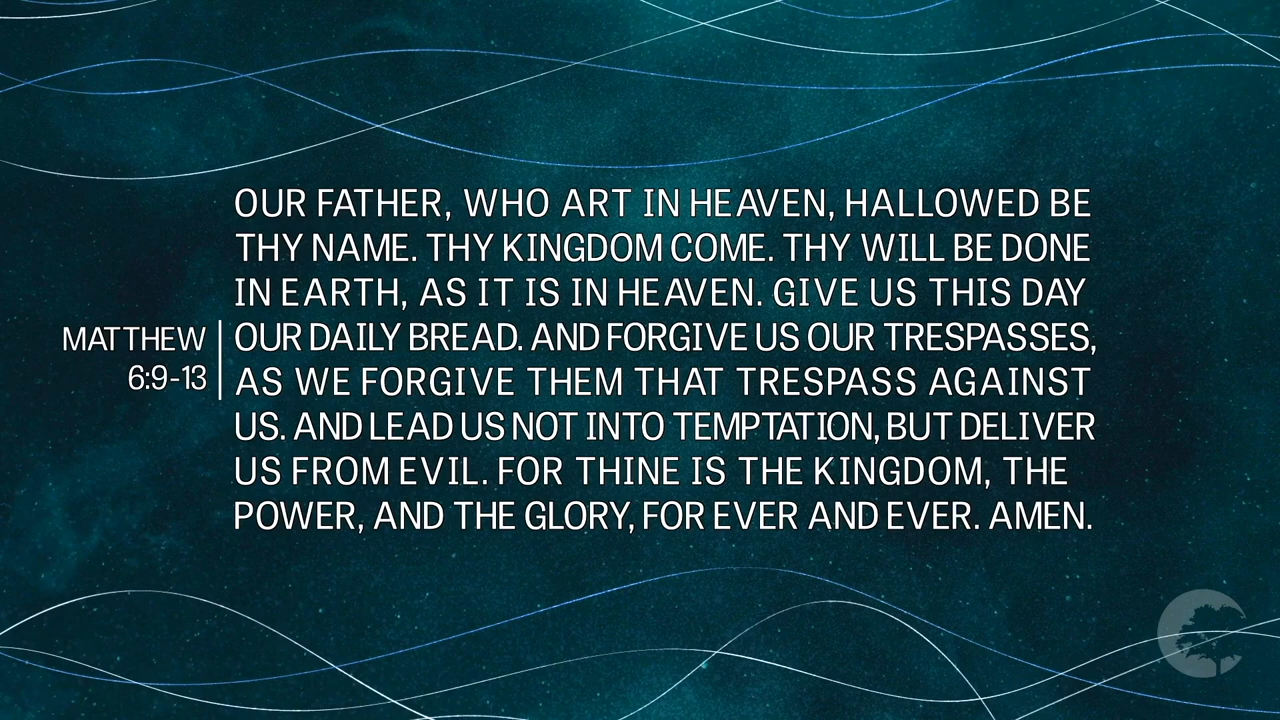 OUR FATHER, WHO ART IN HEAVEN, HALLOWED BE
THY NAME. THY KINGDOM COME. THY WILL BE DONE
IN EARTH, AS IT IS IN HEAVEN. GIVE US THIS DAY
MATTHEW
6:9-13
OUR DAILY BREAD. AND FORGIVE US OUR TRESPASSES,
AS WE FORGIVE THEM THAT TRESPASS AGAINST
US. AND LEAD US NOT INTO TEMPTATION, BUT DELIVER
US FROM EVIL. FOR THINE IS THE KINGDOM, THE
POWER, AND THE GLORY, FOR EVER AND EVER. AMEN.